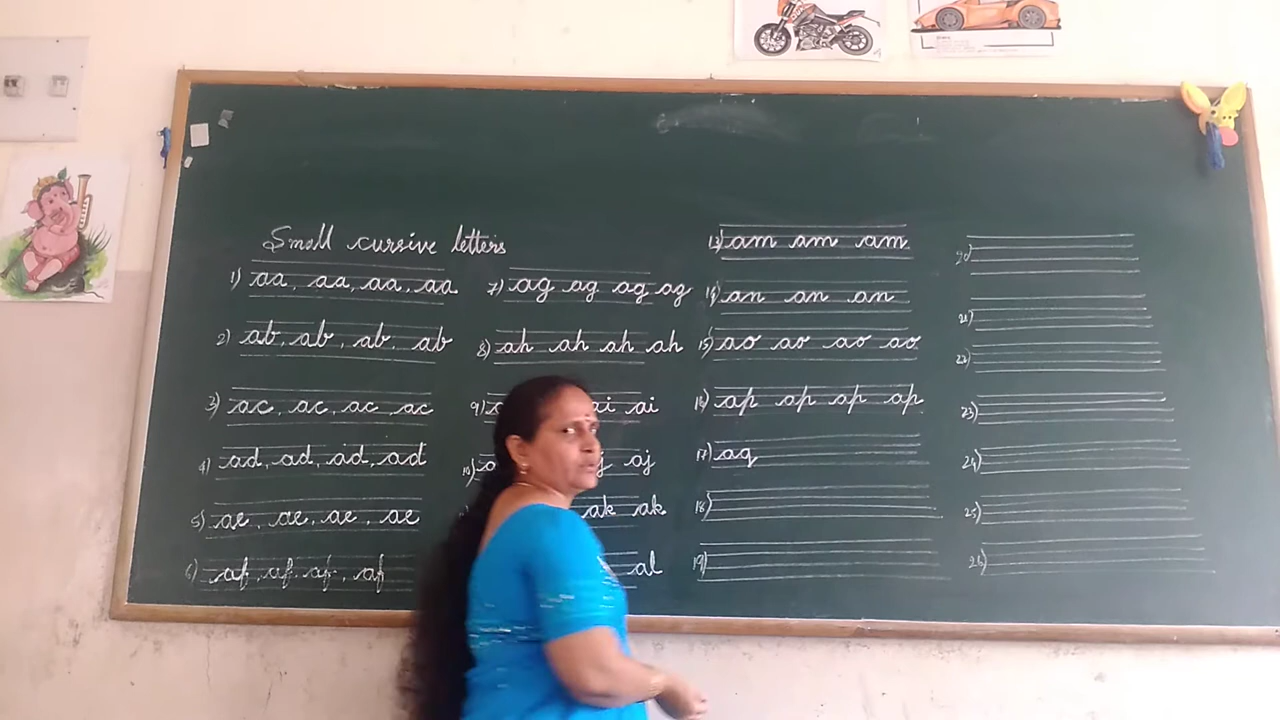 Small cursive letters
1) aa, aa, aa, aa
2) ab, ab, ab, ab
3) ac, ac, ac, ac
4) ad, ad, ad, ad
5) ae, ae, ae, ae
6) af, af, af, af
7) ag ag ag ag
8) ah ah ah ah
9) ai ai
10) aj
ak ak
al
13) am am am
14) an an an
15) ao ao ao ao
16) ap ap ap ap
17) aq
18)
19)
20)
21)
22)
23)
24)
25)
26)